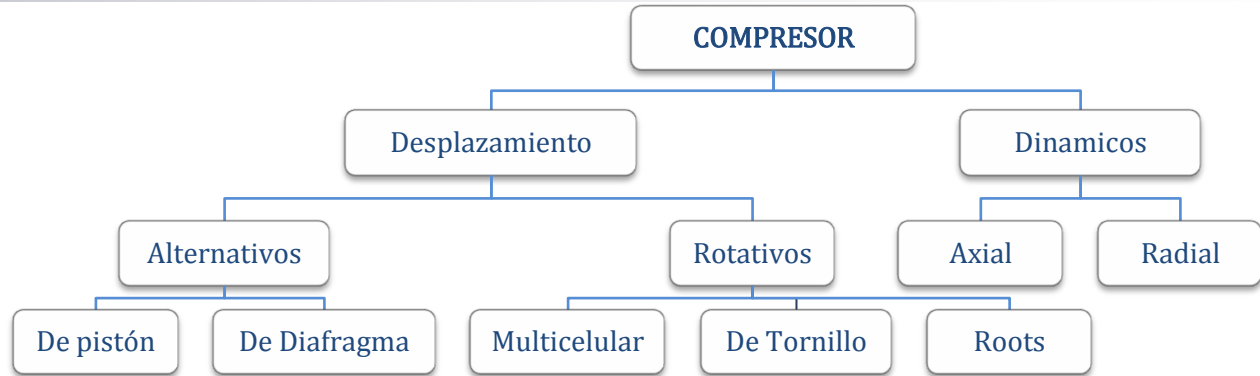 COMPRESOR
Desplazamiento
Dinamicos
Alternativos
Rotativos
Axial
Radial
De pistón
De Diafragma
Multicelular
De Tornillo
Roots